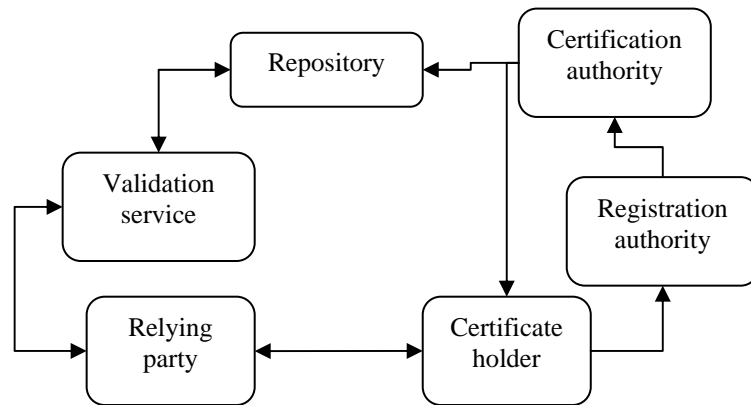 Repository
Certification
authority
Validation
service
Registration
authority
Relying
party
Certificate
holder